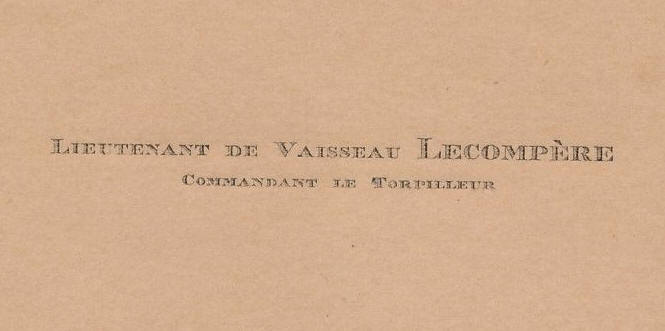 Lieutenant de Vaisseau Lecompère
Commandant le Torpilleur